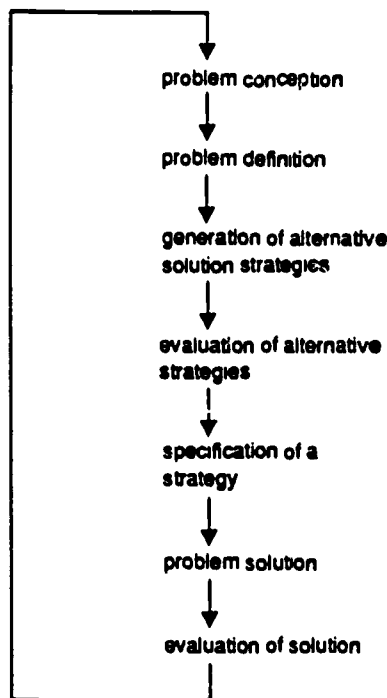 problem conception
problem definition
generation of alternative
solution strategies
evaluation of alternative
strategies
specification of a
strategy
problem solution
evaluation of solution